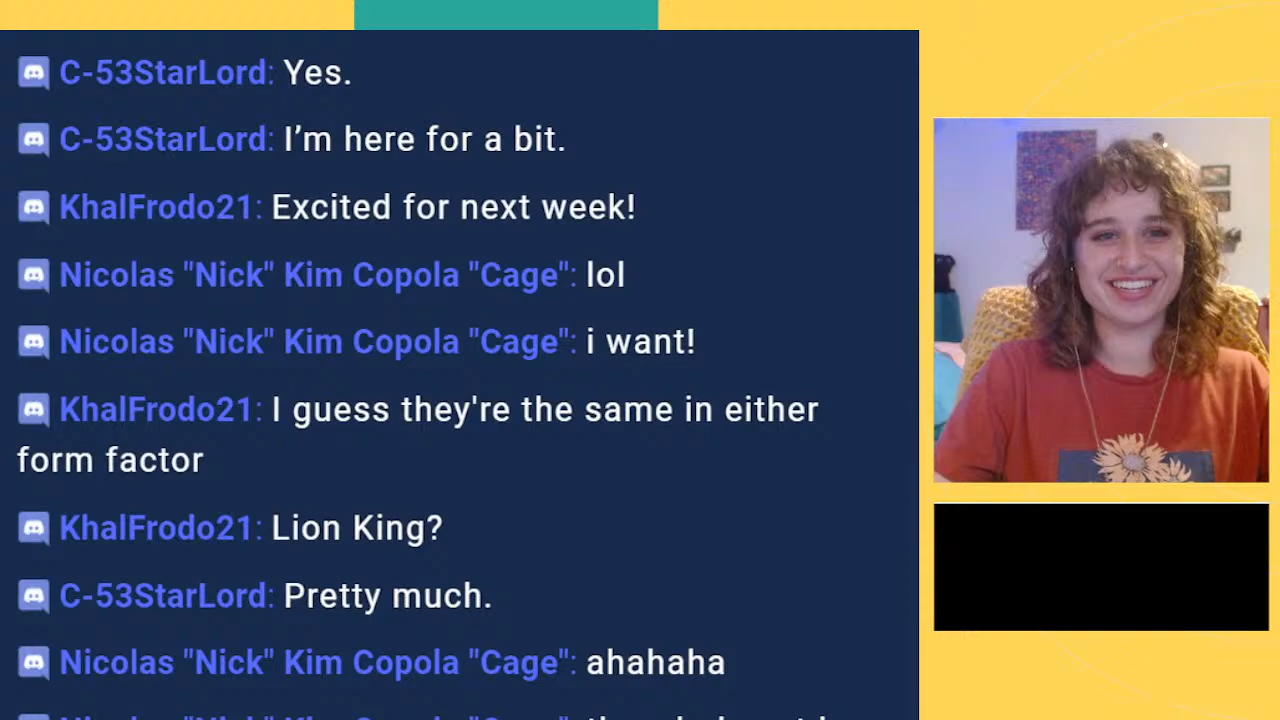 C-53StarLord: Yes.
C-53StarLord: I’m here for a bit.
KhalFrodo21: Excited for next week!
Nicolas "Nick" Kim Copola "Cage": lol
Nicolas "Nick" Kim Copola "Cage": i want!
KhalFrodo21: I guess they're the same in either
form factor
KhalFrodo21: Lion King?
C-53StarLord: Pretty much.
Nicolas "Nick" Kim Copola "Cage": ahahaha